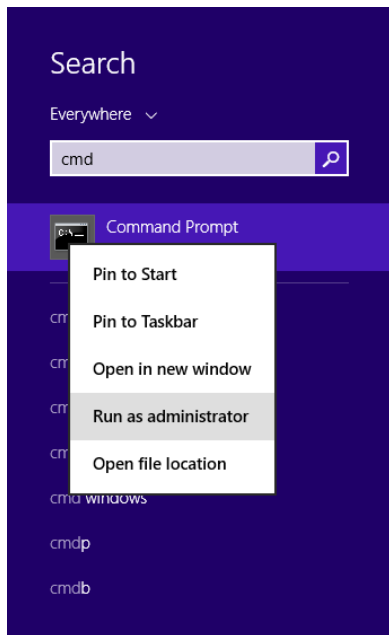 Search
Everywhere
cmd
Command Prompt
Pin to Start
Pin to Taskbar
Open in new window
Run as administrator
Open file location
cmd windows
cmdp
cmdb